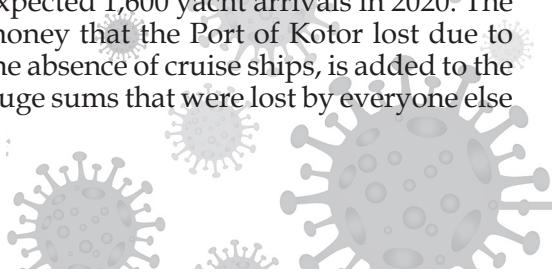 expected 1,600 yacht arrivals in 2020. The
money that the Port of Kotor lost due to
the absence of cruise ships, is added to the
huge sums that were lost by everyone else